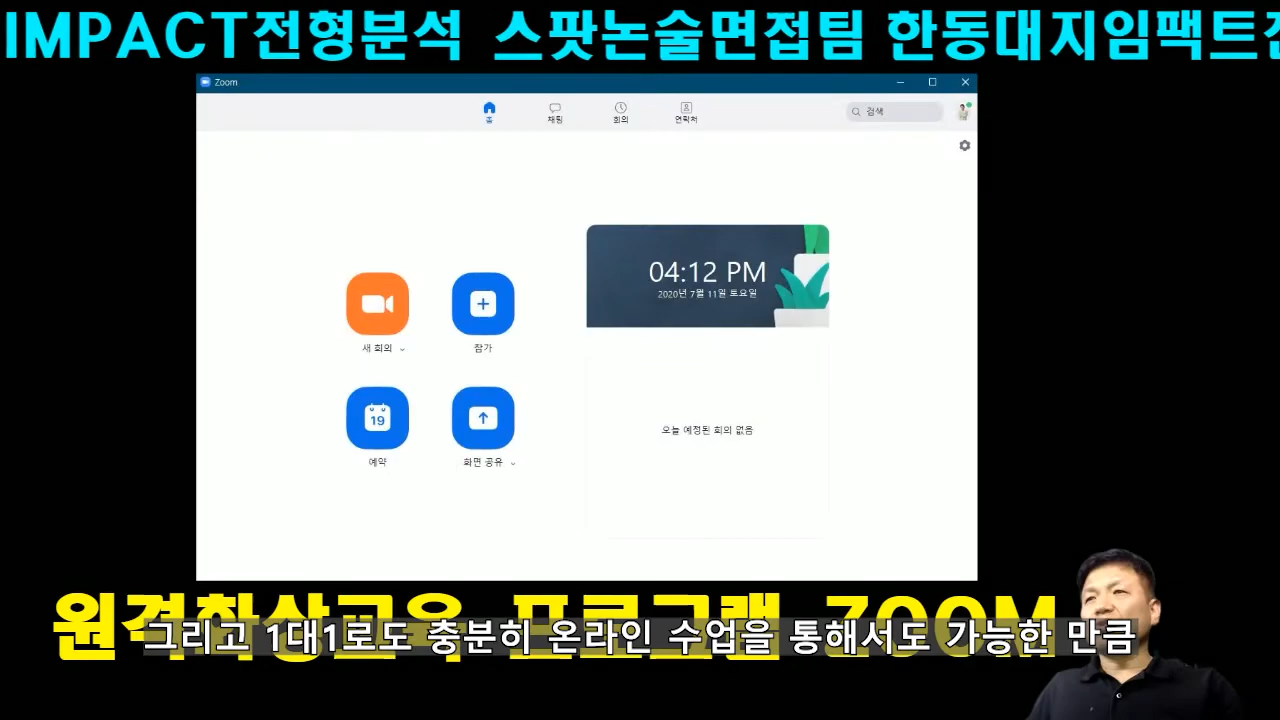 IMPACT전형분석 스팟논술면접팀 한동대지임팩트전
Zoom
홈
채팅
회의
연락처
검색
04:12 PM
2020년 7월 11일 토요일
새 회의
참가
19
예약
화면 공유
오늘 예정된 회의 없음
원격화상교육 프로그램 ZOOM
그리고 1대1로도 충분히 온라인 수업을 통해서도 가능한 만큼